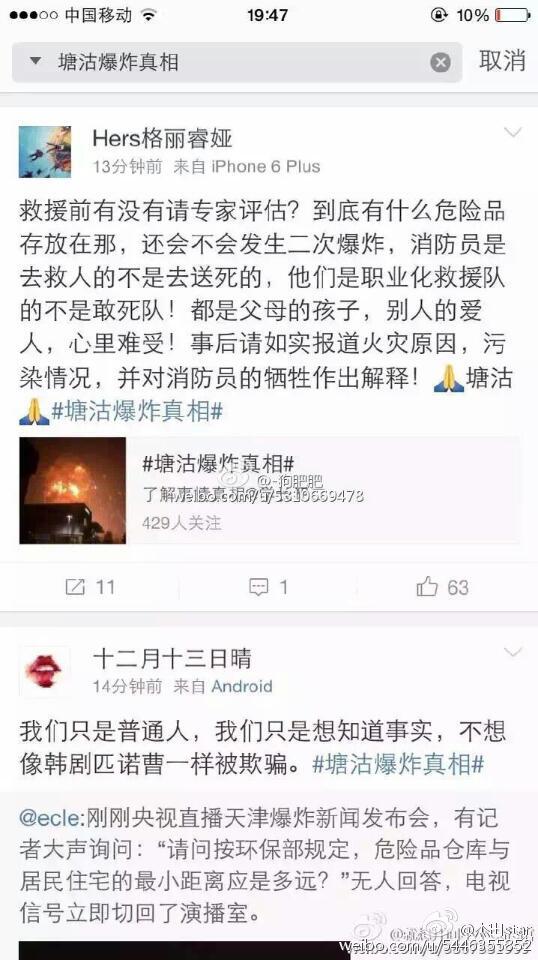 中国移动
19:47
10%
塘沽爆炸真相
取消
Hers格丽睿娅
13分钟前 来自 iPhone 6 Plus
救援前有没有请专家评估？到底有什么危险品
存放在那，还会不会发生二次爆炸，消防员是
去救人的不是去送死的，他们是职业化救援队
的不是敢死队！都是父母的孩子，别人的爱
人，心里难受！事后请如实报道火灾原因，污
染情况，并对消防员的牺牲作出解释！🙏塘沽
🙏#塘沽爆炸真相#
#塘沽爆炸真相#
@-狗肥肥
了解事情真相
weibo.com/u/5310669478
429人关注
11
1
63
十二月十三日晴
14分钟前 来自 Android
我们只是普通人，我们只是想知道事实，不想
像韩剧匹诺曹一样被欺骗。#塘沽爆炸真相#
@ecle:刚刚央视直播天津爆炸新闻发布会，有记
者大声询问：“请问按环保部规定，危险品仓库与
居民住宅的最小距离应是多远？”无人回答，电视
信号立即切回了演播室。
weibo.com/u/5446355852